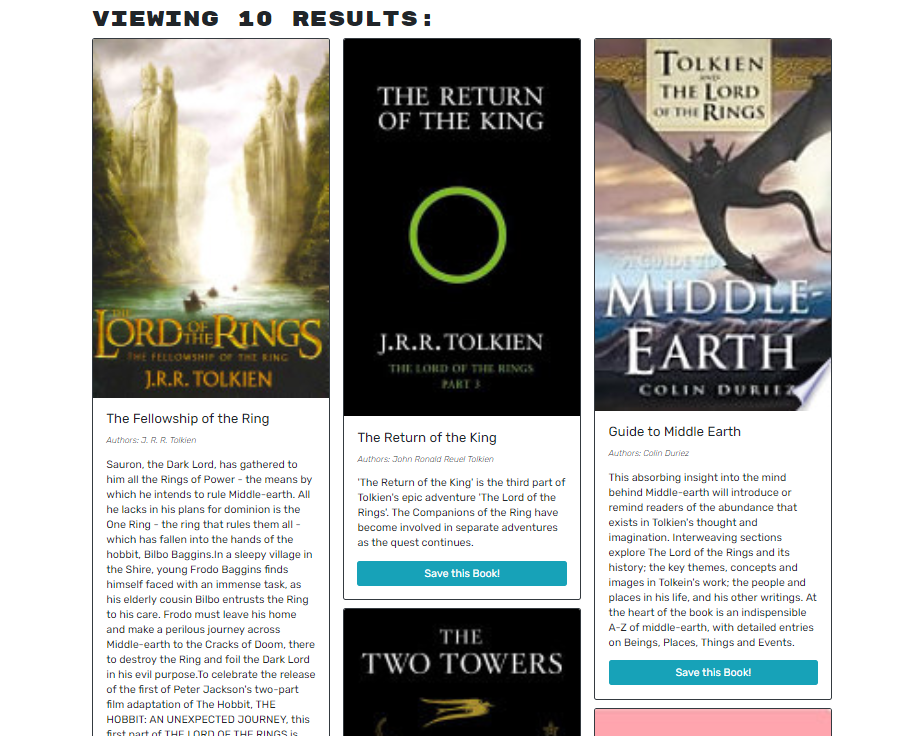 VIEWING 10 RESULTS:
THE
LORD OF THE RINGS
THE FELLOWSHIP OF THE RING
J.R.R. TOLKIEN
The Fellowship of the Ring
Authors: J. R. R. Tolkien
Sauron, the Dark Lord, has gathered to
him all the Rings of Power - the means by
which he intends to rule Middle-earth. All
he lacks in his plans for dominion is the
One Ring - the ring that rules them all -
which has fallen into the hands of the
hobbit, Bilbo Baggins.In a sleepy village in
the Shire, young Frodo Baggins finds
himself faced with an immense task, as
his elderly cousin Bilbo entrusts the Ring
to his care. Frodo must leave his home
and make a perilous journey across
Middle-earth to the Cracks of Doom, there
to destroy the Ring and foil the Dark Lord
in his evil purpose.To celebrate the release
of the first of Peter Jackson's two-part
film adaptation of The Hobbit, THE
HOBBIT: AN UNEXPECTED JOURNEY, this
first part of THE LORD OF THE RINGS is
THE RETURN
OF THE KING
J.R.R. TOLKIEN
THE LORD OF THE RINGS
PART 3
The Return of the King
Authors: John Ronald Reuel Tolkien
'The Return of the King' is the third part of
Tolkien's epic adventure 'The Lord of the
Rings'. The Companions of the Ring have
become involved in separate adventures
as the quest continues.
Save this Book!
THE
TWO TOWERS
TOLKIEN
AND
THE LORD
OF THE RINGS
A GUIDE TO
MIDDLE-
EARTH
COLIN DURIEZ
Guide to Middle Earth
Authors: Colin Duriez
This absorbing insight into the mind
behind Middle-earth will introduce or
remind readers of the abundance that
exists in Tolkien's thought and
imagination. Interweaving sections
explore The Lord of the Rings and its
history; the key themes, concepts and
images in Tolkein's work; the people and
places in his life, and his other writings. At
the heart of the book is an indispensible
A-Z of middle-earth, with detailed entries
on Beings, Places, Things and Events.
Save this Book!